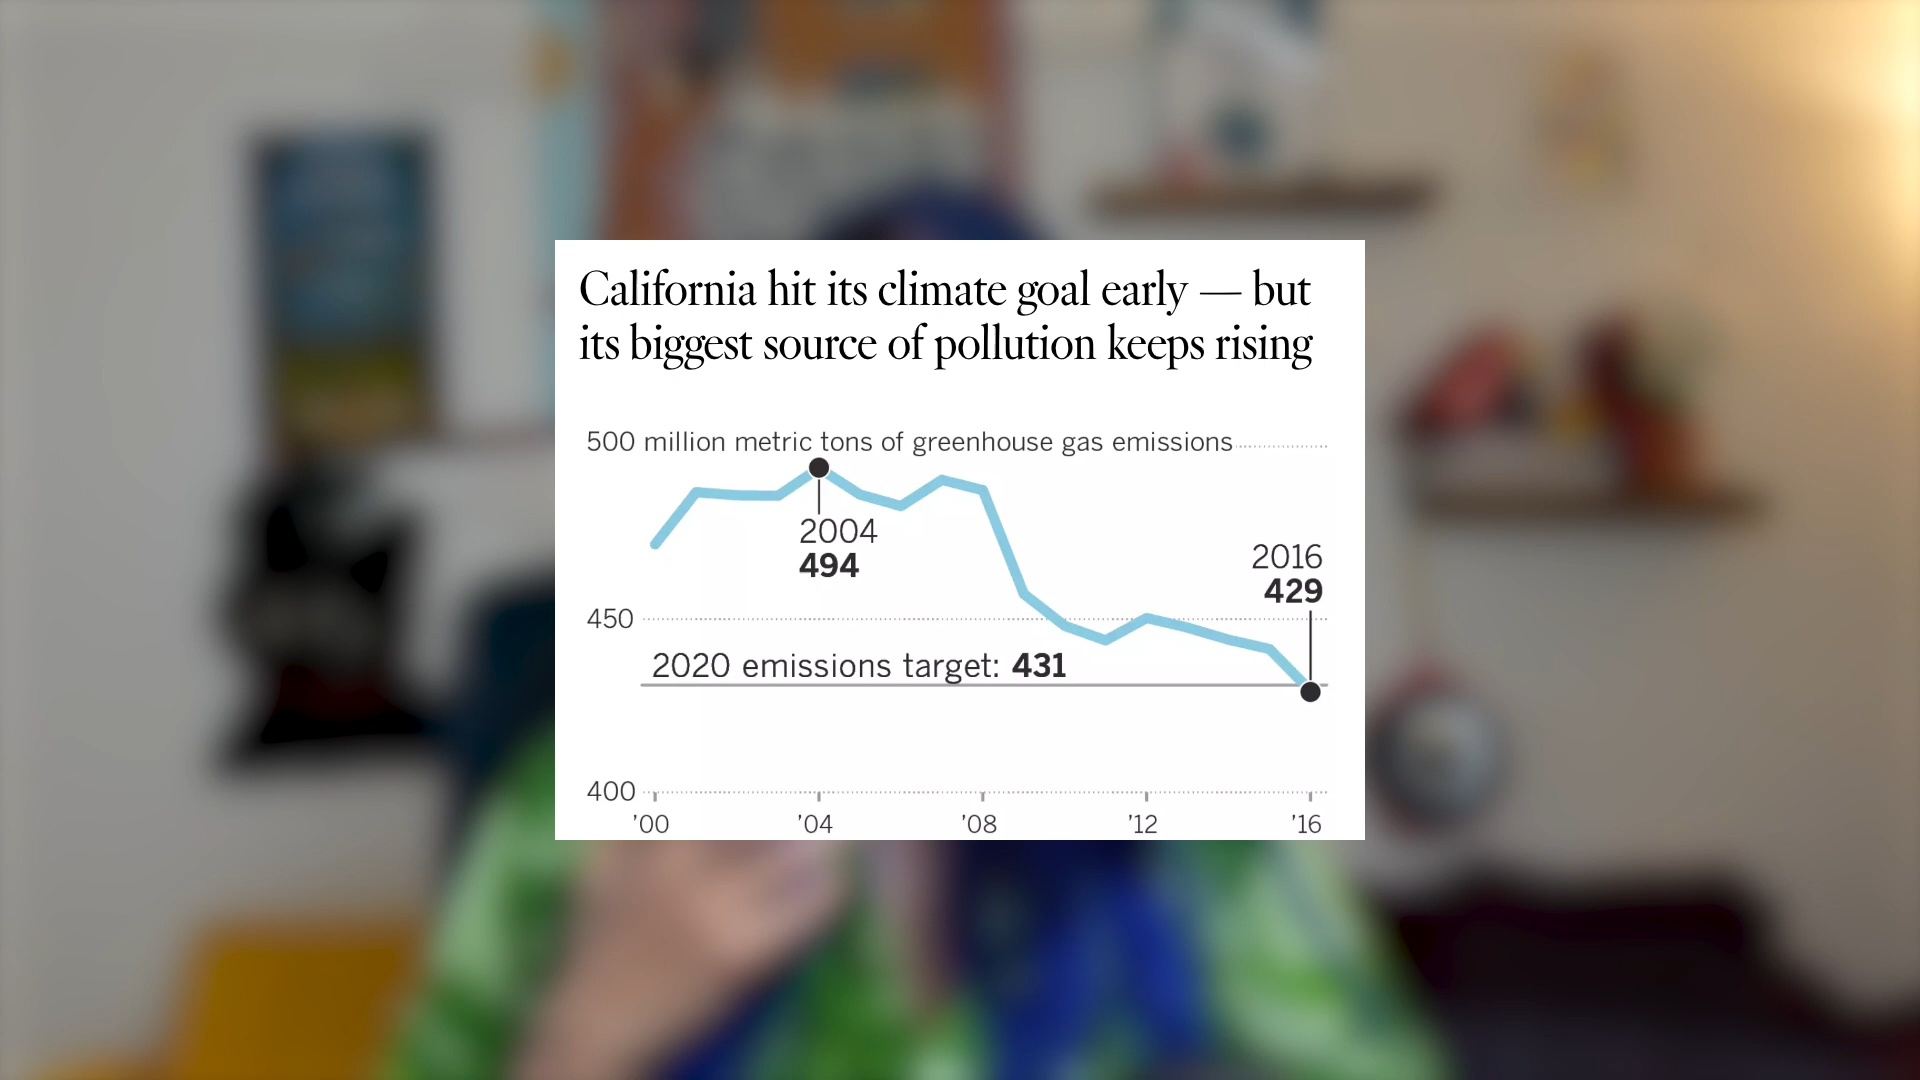 California hit its climate goal early — but
its biggest source of pollution keeps rising
500 million metric tons of greenhouse gas emissions
2004
494
2016
429
450
2020 emissions target: 431
400
’00 ’04 ’08 ’12 ’16